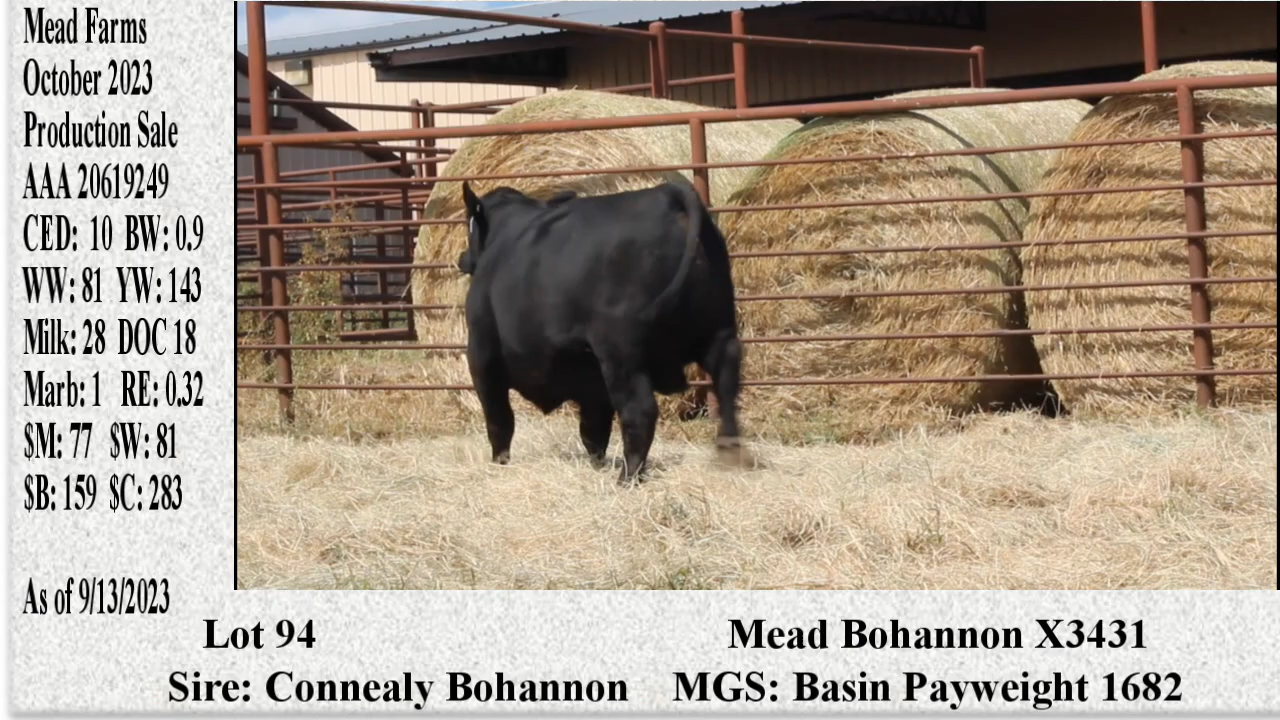 Mead Farms
October 2023
Production Sale
AAA 20619249
CED: 10 BW: 0.9
WW: 81 YW: 143
Milk: 28 DOC 18
Marb: 1 RE: 0.32
$M: 77 $W: 81
$B: 159 $C: 283
As of 9/13/2023
Lot 94 Mead Bohannon X3431
Sire: Connealy Bohannon MGS: Basin Payweight 1682